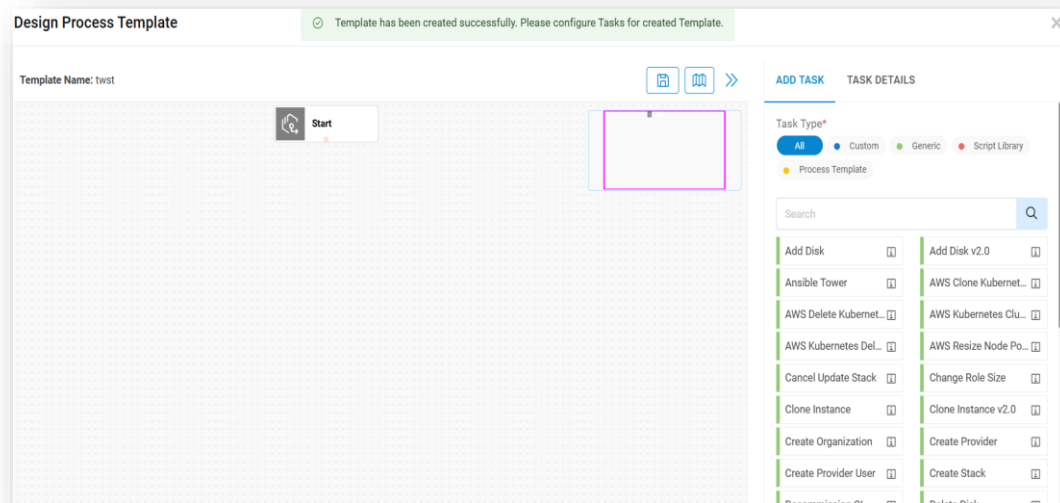 Design Process Template
Template has been created successfully. Please configure Tasks for created Template.
Template Name: twst
Start
ADD TASK TASK DETAILS
Task Type*
All Custom Generic Script Library
Process Template
Search
Add Disk Add Disk v2.0
Ansible Tower AWS Clone Kubernet...
AWS Delete Kubernet... AWS Kubernetes Clu...
AWS Kubernetes Del... AWS Resize Node Po...
Cancel Update Stack Change Role Size
Clone Instance Clone Instance v2.0
Create Organization Create Provider
Create Provider User Create Stack
Delete Disk